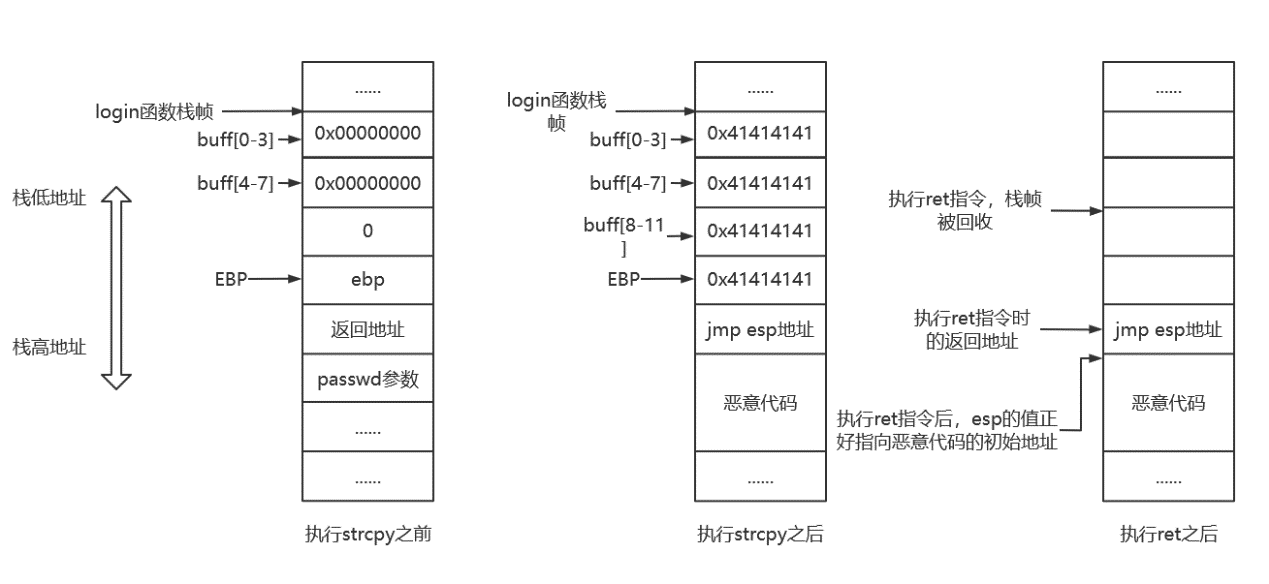 ......
login函数栈帧
buff[0-3]
0x00000000
buff[4-7]
0x00000000
栈低地址
0
EBP
ebp
返回地址
栈高地址
passwd参数
......
......
执行strcpy之前
......
login函数栈
帧
buff[0-3]
0x41414141
buff[4-7]
0x41414141
buff[8-11
]
0x41414141
EBP
0x41414141
jmp esp地址
恶意代码
......
执行strcpy之后
......
执行ret指令，栈帧
被回收
执行ret指令时
的返回地址
jmp esp地址
执行ret指令后，esp的值正
好指向恶意代码的初始地址
恶意代码
......
执行ret之后